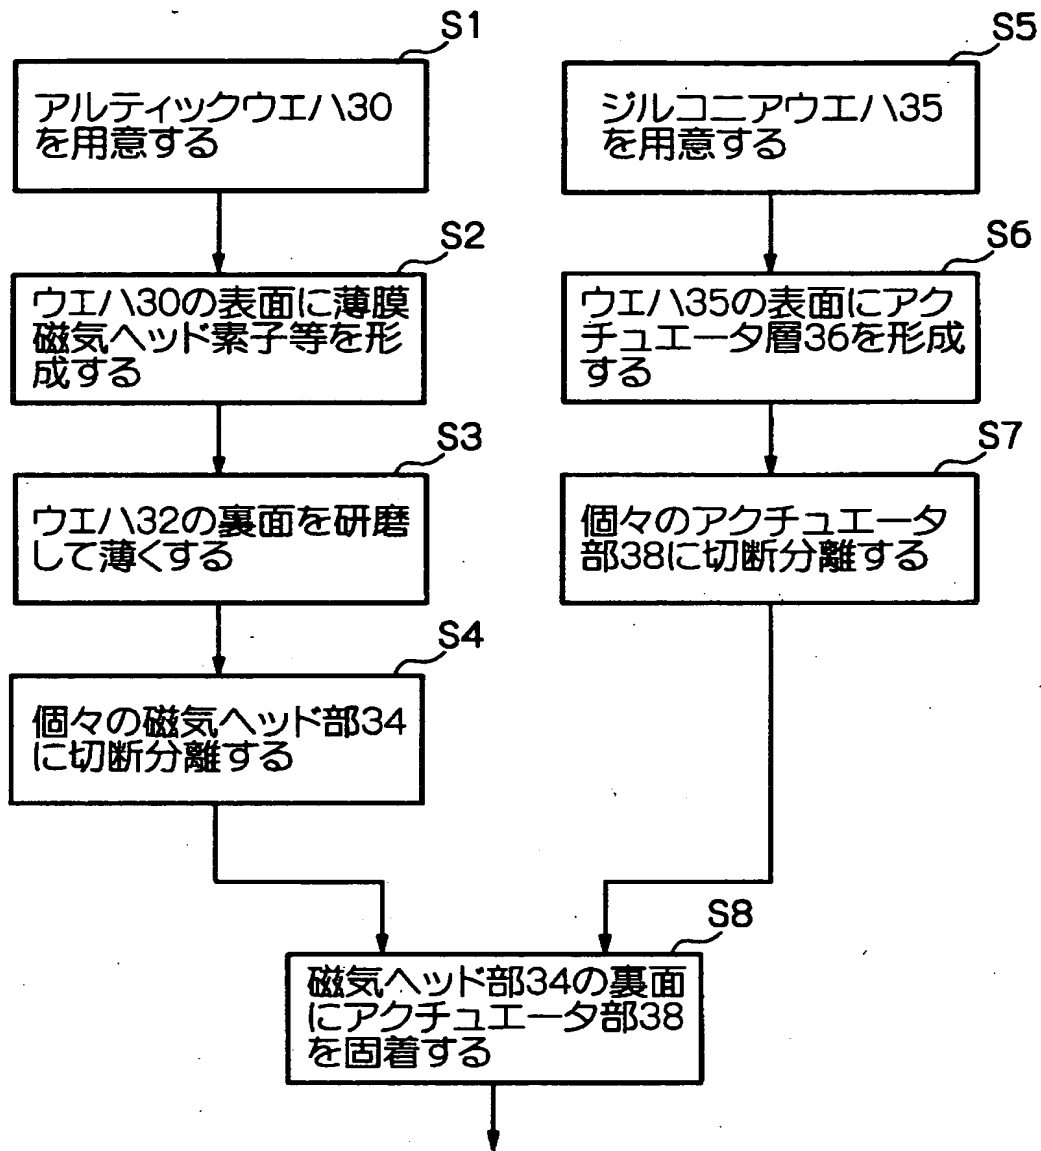 S1
アルティックウエハ30
を用意する
S2
ウエハ30の表面に薄膜
磁気ヘッド素子等を形
成する
S3
ウエハ32の裏面を研磨
して薄くする
S4
個々の磁気ヘッド部34
に切断分離する
S5
ジルコニアウエハ35
を用意する
S6
ウエハ35の表面にアク
チュエータ層36を形成
する
S7
個々のアクチュエータ
部38に切断分離する
S8
磁気ヘッド部34の裏面
にアクチュエータ部38
を固着する